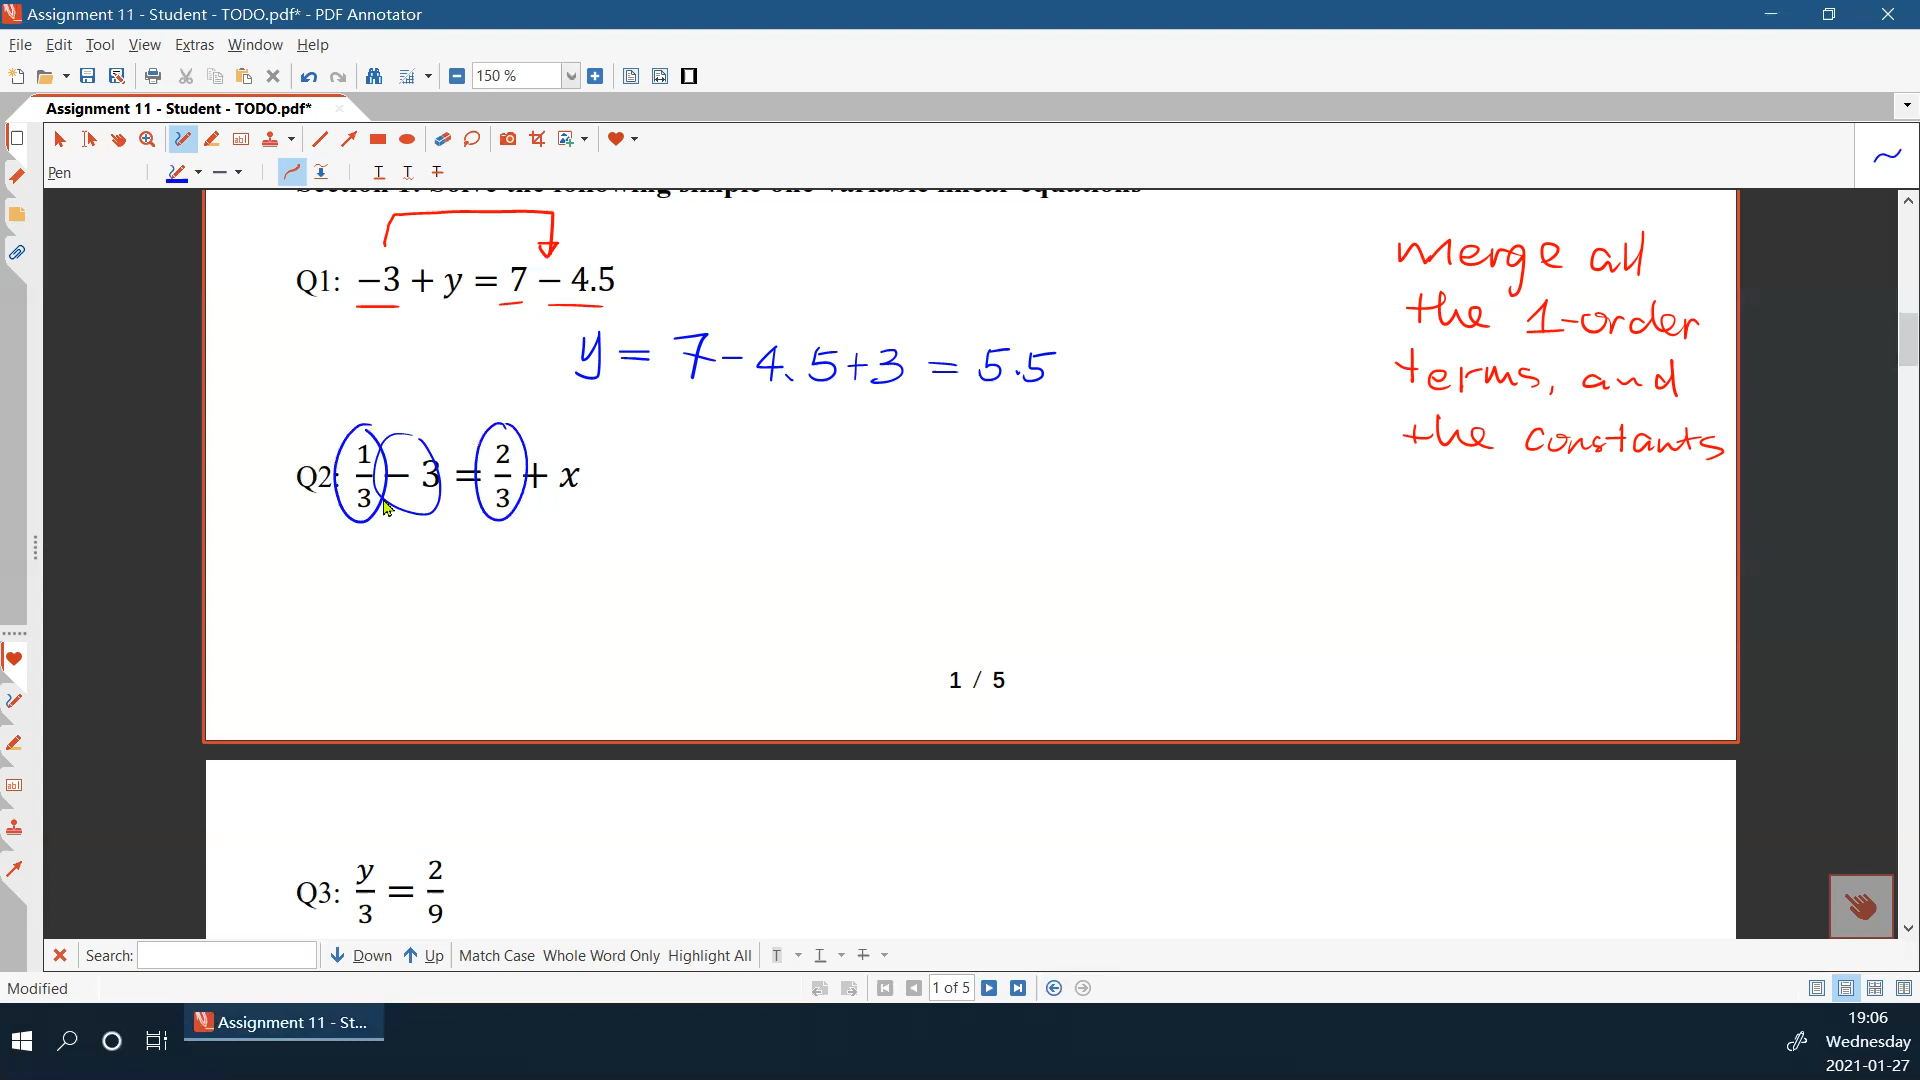 Assignment 11 - Student - TODO.pdf* - PDF Annotator
File Edit Tool View Extras Window Help
150 %
Assignment 11 - Student - TODO.pdf*
Pen
Q1: −3 + y = 7 − 4.5
y = 7 - 4.5 + 3 = 5.5
merge all
the 1-order
terms, and
the constants
Q2: 1/3 − 3 = 2/3 + x
1 / 5
Q3: y/3 = 2/9
Search: Down Up Match Case Whole Word Only Highlight All
Modified
1 of 5
Assignment 11 - St...
19:06
Wednesday
2021-01-27